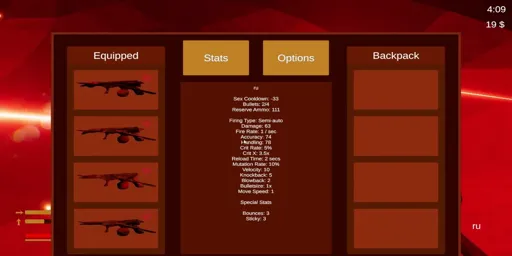 4:09
19 $
Equipped
Stats
Options
Backpack
ru
Sex Cooldown: -33
Bullets: 2/4
Reserve Ammo: 111
Firing Type: Semi-auto
Damage: 63
Fire Rate: 1 / sec
Accuracy: 74
Handling: 78
Crit Rate: 5%
Crit X: 3.5x
Reload Time: 2 secs
Mutation Rate: 10%
Velocity: 10
Knockback: 5
Blowback: 2
Bulletsize: 1x
Move Speed: 1
Special Stats
Bounces: 3
Sticky: 3
ru